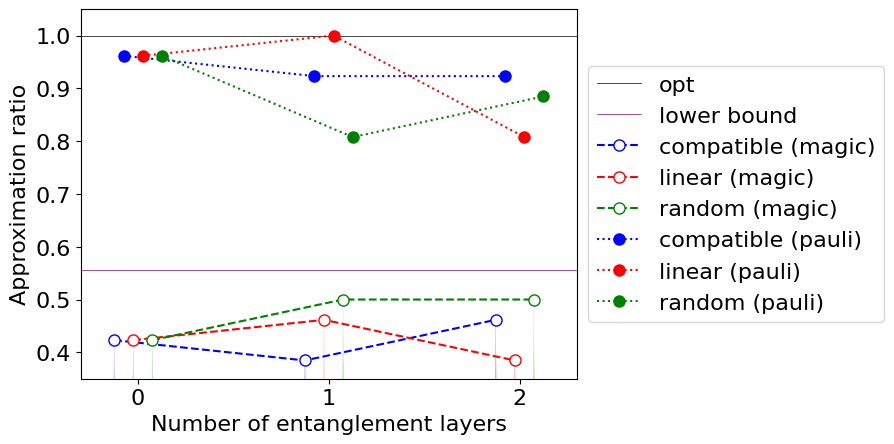 1.0
0.9
0.8
0.7
0.6
0.5
0.4
Approximation ratio
0
1
2
Number of entanglement layers
opt
lower bound
compatible (magic)
linear (magic)
random (magic)
compatible (pauli)
linear (pauli)
random (pauli)